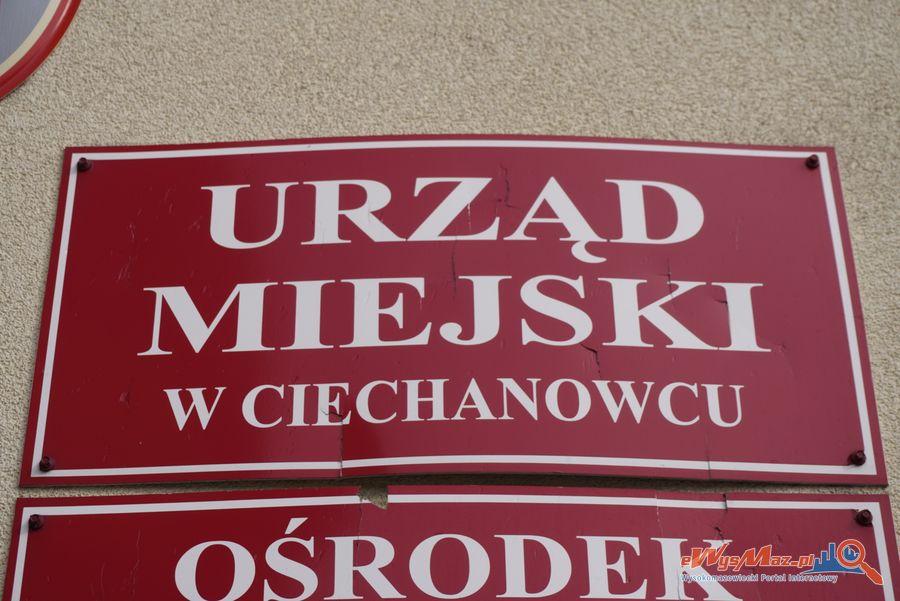 URZĄD
MIEJSKI
W CIECHANOWCU
OŚRODEK
eWysMaz.pl
Wysokomazowiecki Portal Internetowy